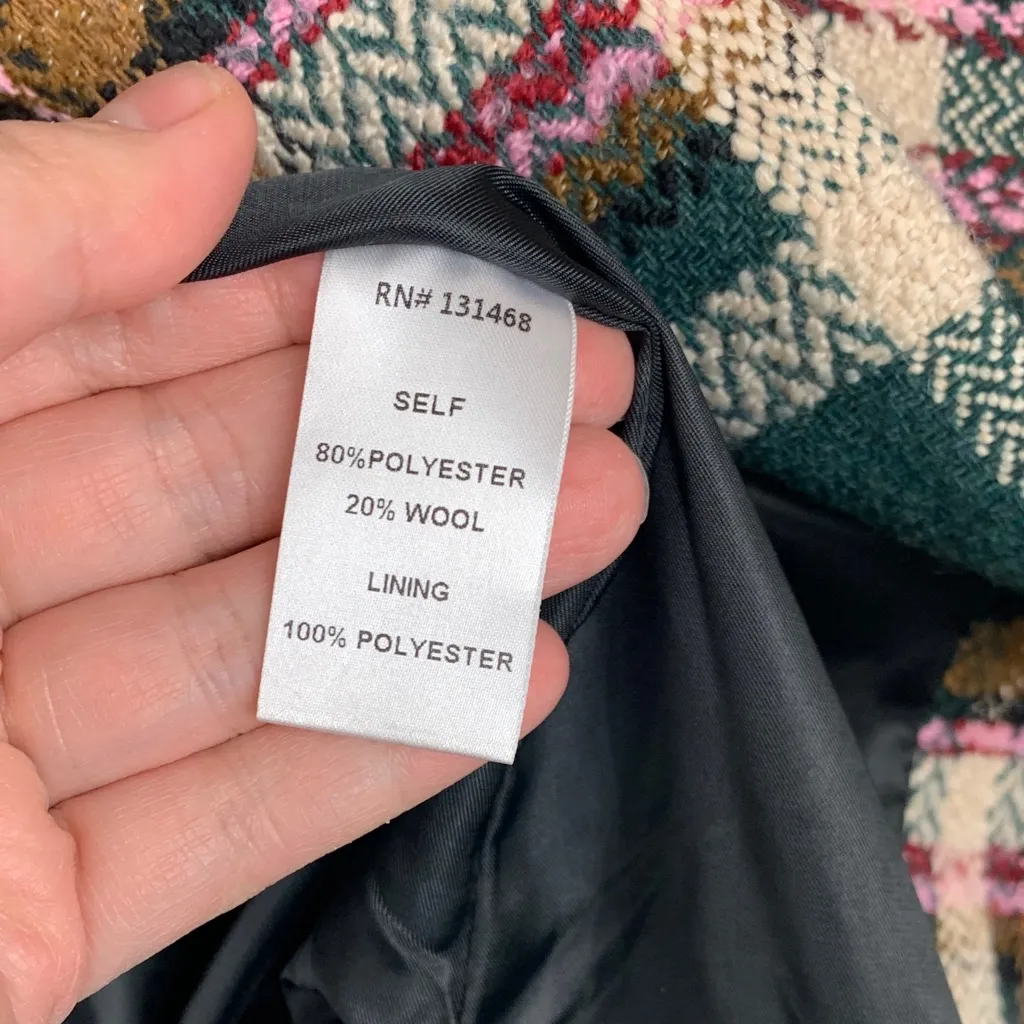 RN# 131468
SELF
80%POLYESTER
20% WOOL
LINING
100% POLYESTER